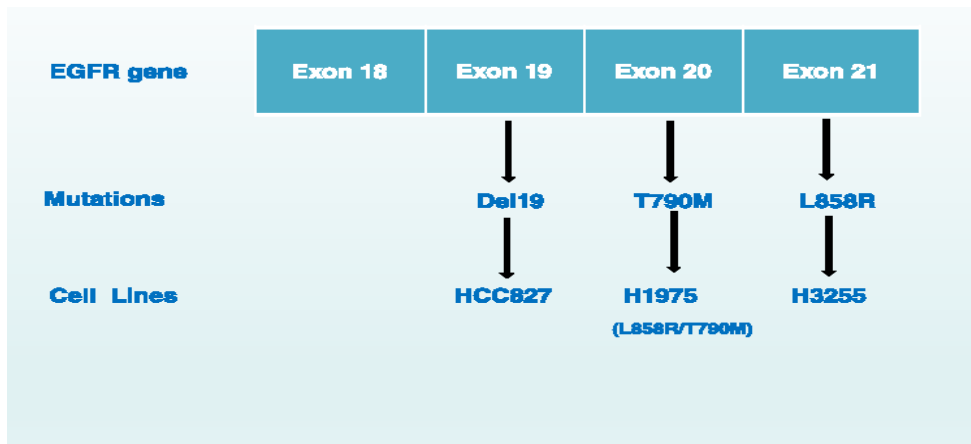 EGFR gene Exon 18 Exon 19 Exon 20 Exon 21
Mutations Del19 T790M L858R
Cell Lines HCC827 H1975 H3255
(L858R/T790M)